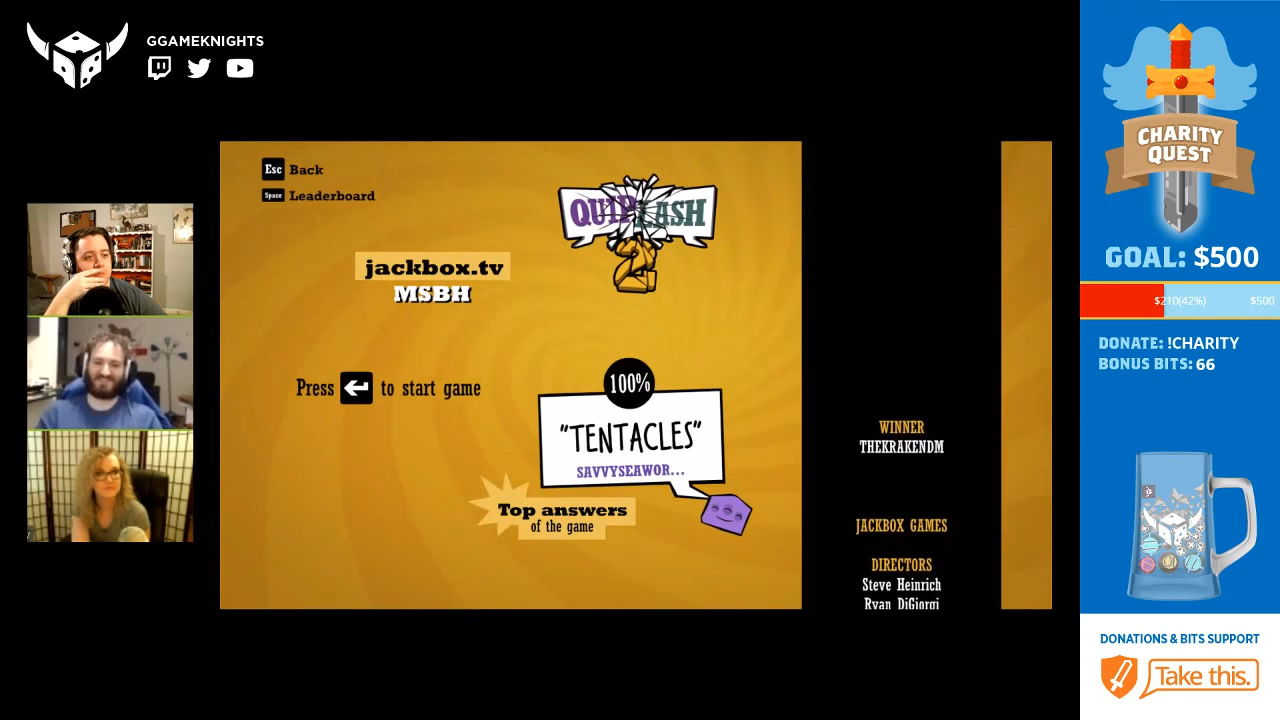 GGAMEKNIGHTS
Esc Back
Space Leaderboard
QUIPLASH
2
jackbox.tv
MSBH
Press to start game
100%
"TENTACLES"
SAVVYSEAWOR...
Top answers
of the game
WINNER
THEKRAKENDM
JACKBOX GAMES
DIRECTORS
Steve Heinrich
Ryan DiGiorgi
CHARITY
QUEST
GOAL: $500
$210(42%) $500
DONATE: !CHARITY
BONUS BITS: 66
DONATIONS & BITS SUPPORT
Take this.